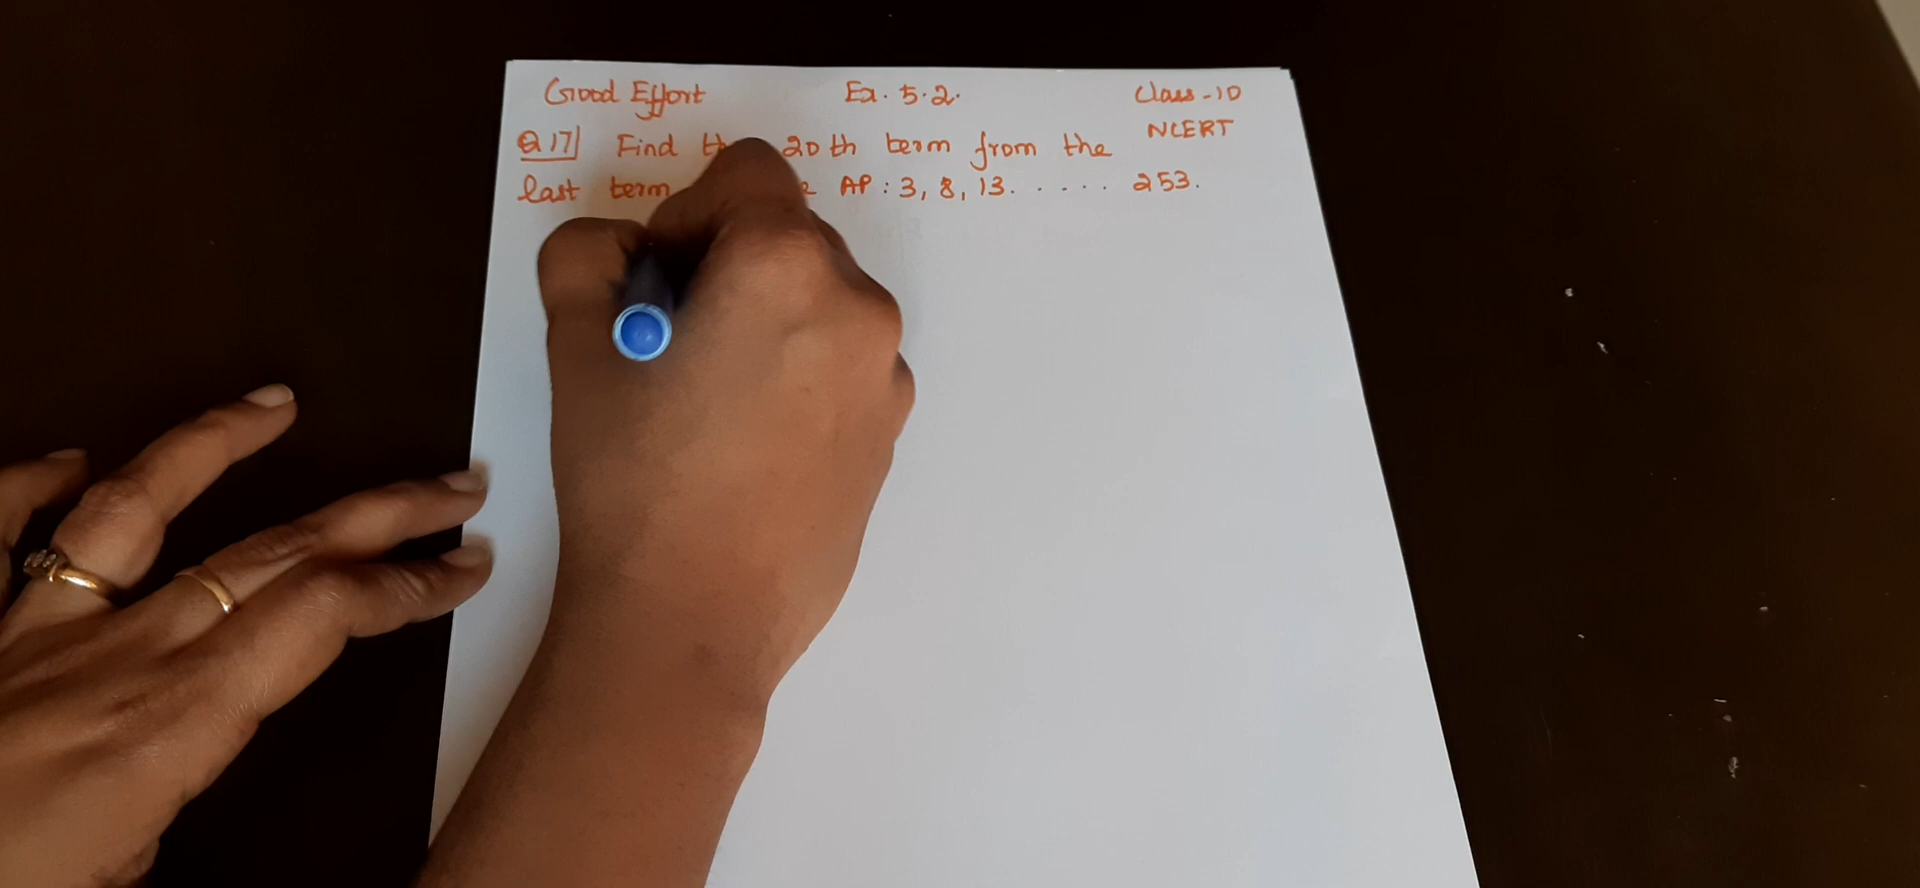 Good Effort Ex. 5.2. Class-10
NCERT
Q 17 Find 20th term from the
last term AP : 3, 8, 13. . . . . . 253.